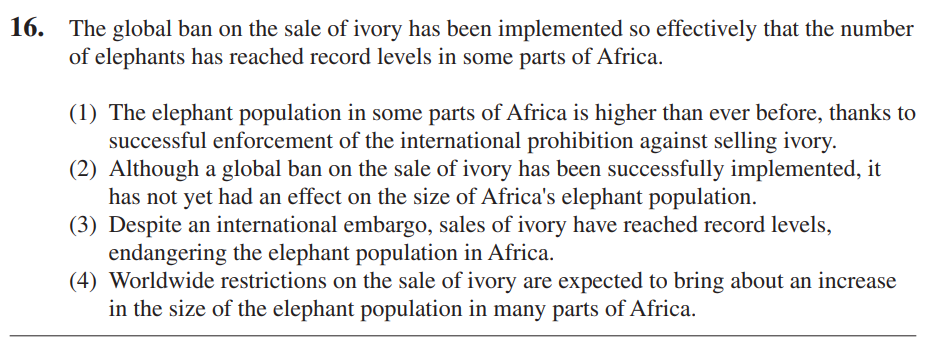 16. The global ban on the sale of ivory has been implemented so effectively that the number
of elephants has reached record levels in some parts of Africa.
(1) The elephant population in some parts of Africa is higher than ever before, thanks to
successful enforcement of the international prohibition against selling ivory.
(2) Although a global ban on the sale of ivory has been successfully implemented, it
has not yet had an effect on the size of Africa's elephant population.
(3) Despite an international embargo, sales of ivory have reached record levels,
endangering the elephant population in Africa.
(4) Worldwide restrictions on the sale of ivory are expected to bring about an increase
in the size of the elephant population in many parts of Africa.